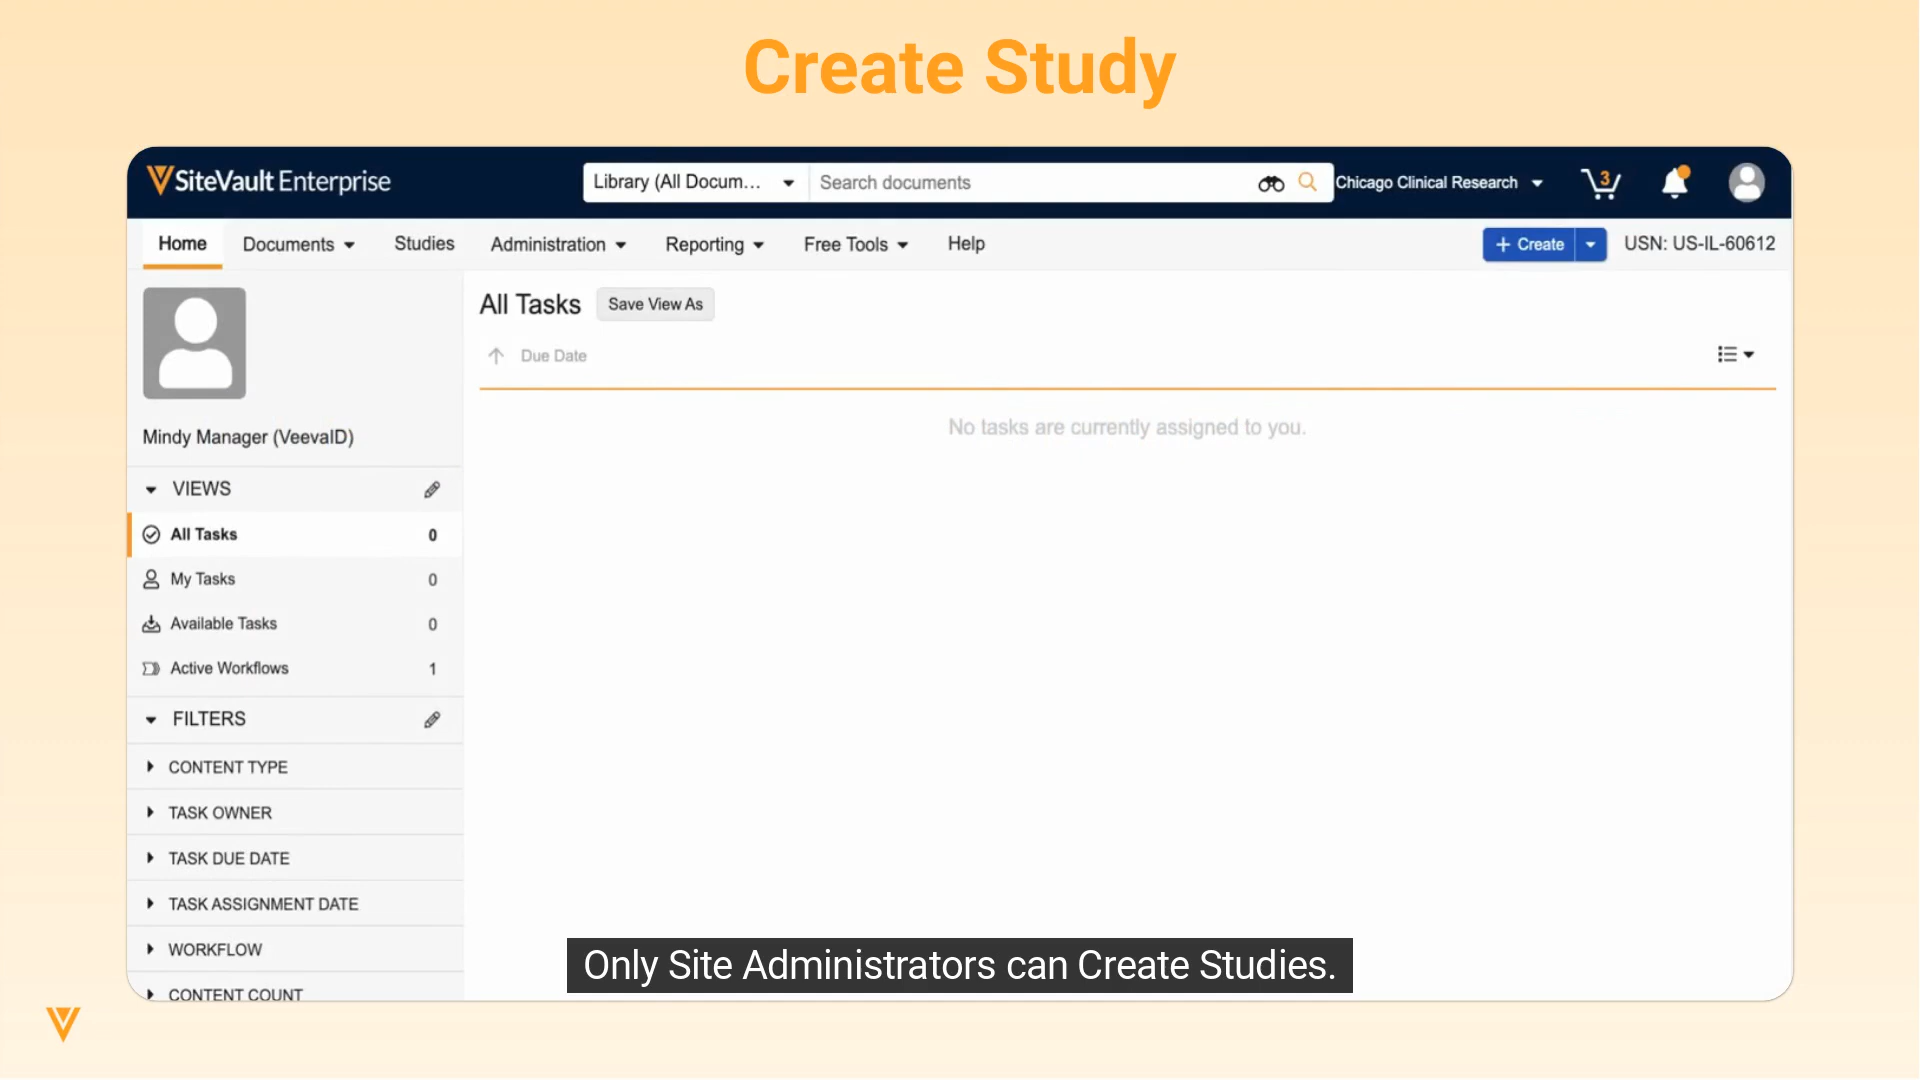 Create Study
SiteVault Enterprise
Library (All Docum...
Search documents
Chicago Clinical Research
3
Home
Documents
Studies
Administration
Reporting
Free Tools
Help
+ Create
USN: US-IL-60612
All Tasks
Save View As
Due Date
No tasks are currently assigned to you.
Mindy Manager (VeevaID)
VIEWS
All Tasks 0
My Tasks 0
Available Tasks 0
Active Workflows 1
FILTERS
CONTENT TYPE
TASK OWNER
TASK DUE DATE
TASK ASSIGNMENT DATE
WORKFLOW
CONTENT COUNT
Only Site Administrators can Create Studies.